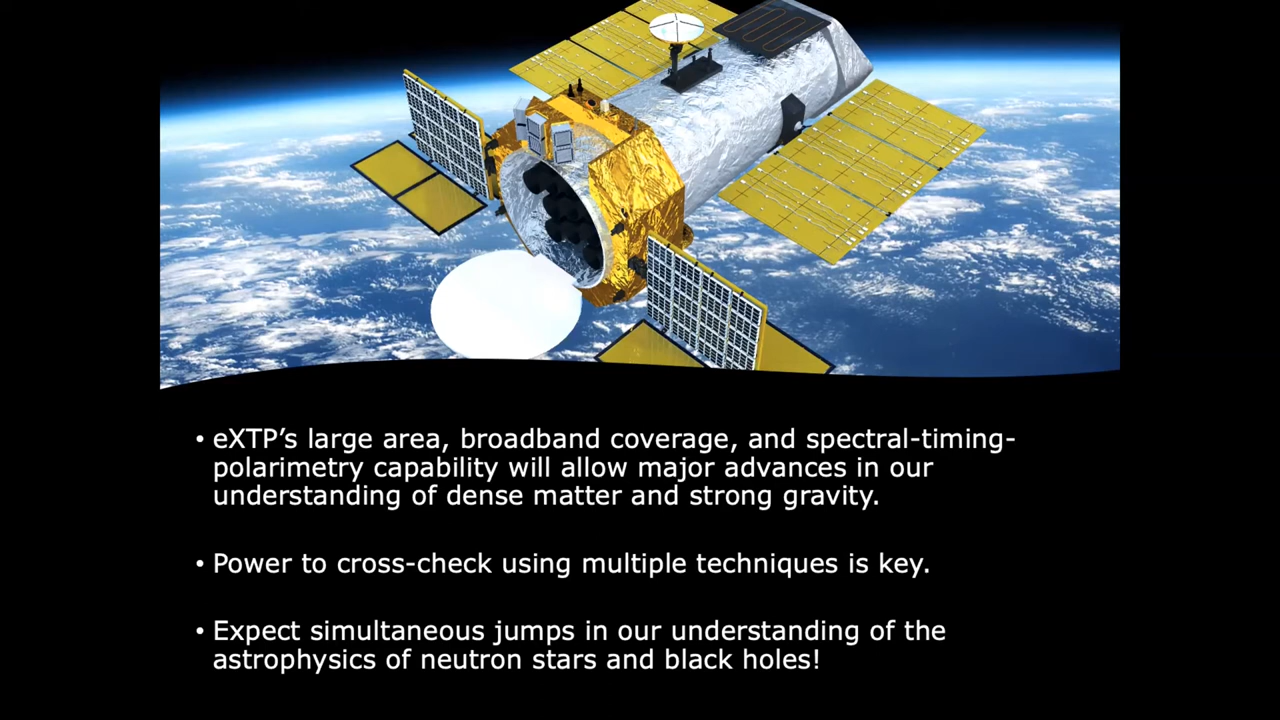 • eXTP’s large area, broadband coverage, and spectral-timing-
polarimetry capability will allow major advances in our
understanding of dense matter and strong gravity.
• Power to cross-check using multiple techniques is key.
• Expect simultaneous jumps in our understanding of the
astrophysics of neutron stars and black holes!